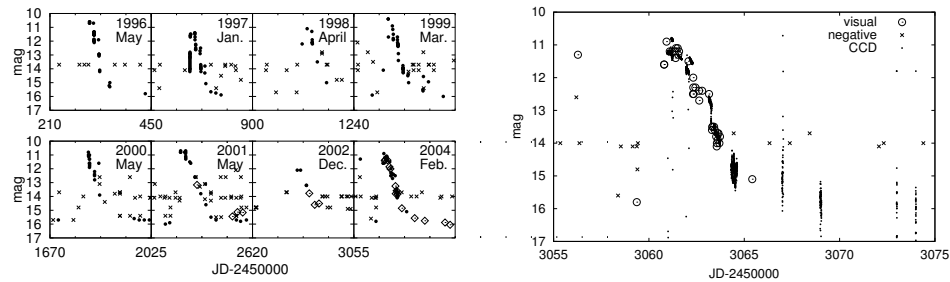 mag
10
11
12
13
14
15
16
17
1996
May
1997
Jan.
1998
April
1999
Mar.
210
450
900
1240
mag
10
11
12
13
14
15
16
17
2000
May
2001
May
2002
Dec.
2004
Feb.
1670
2025
2620
3055
JD-2450000
mag
10
11
12
13
14
15
16
17
visual
negative
CCD
3055
3060
3065
3070
3075
JD-2450000